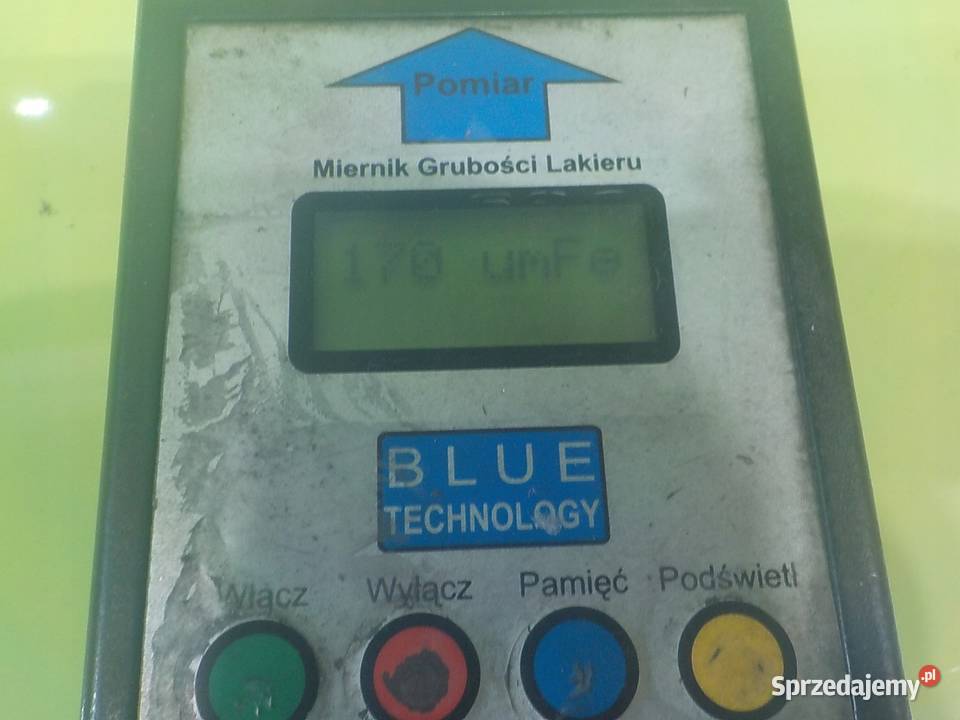 Pomiar
Miernik Grubości Lakieru
170 umFe
BLUE
TECHNOLOGY
Włącz Wyłącz Pamięć Podświetl
Sprzedajemy.pl